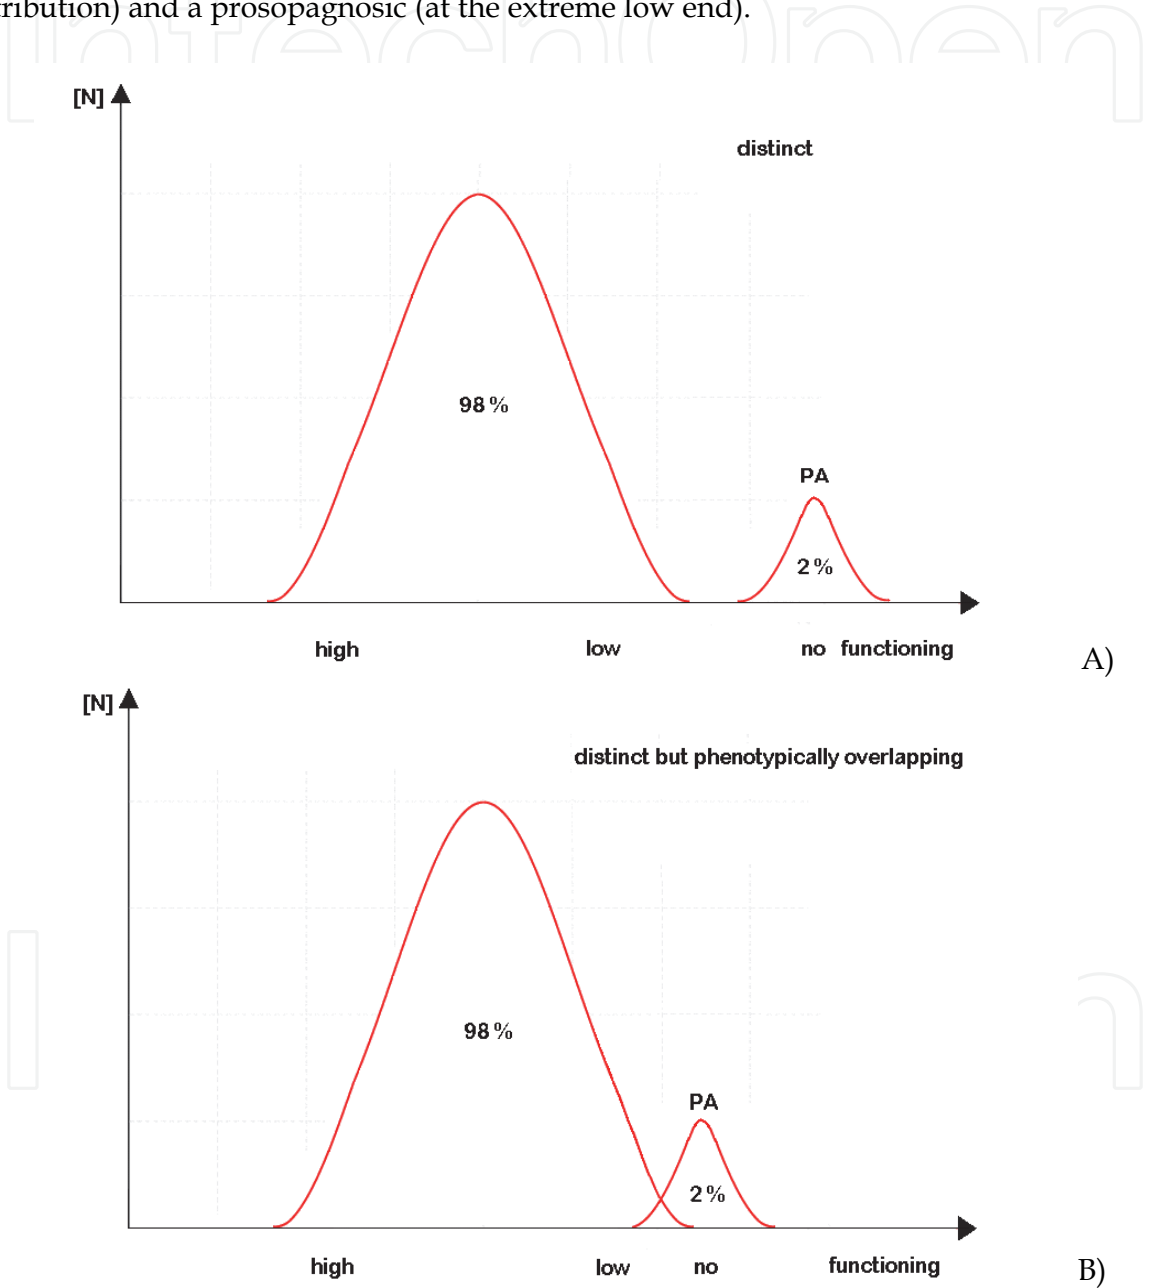 tribution) and a prosopagnosic (at the extreme low end).
[N]
distinct
98 %
PA
2 %
high low no functioning
A)
[N]
distinct but phenotypically overlapping
98 %
PA
2 %
high low no functioning
B)